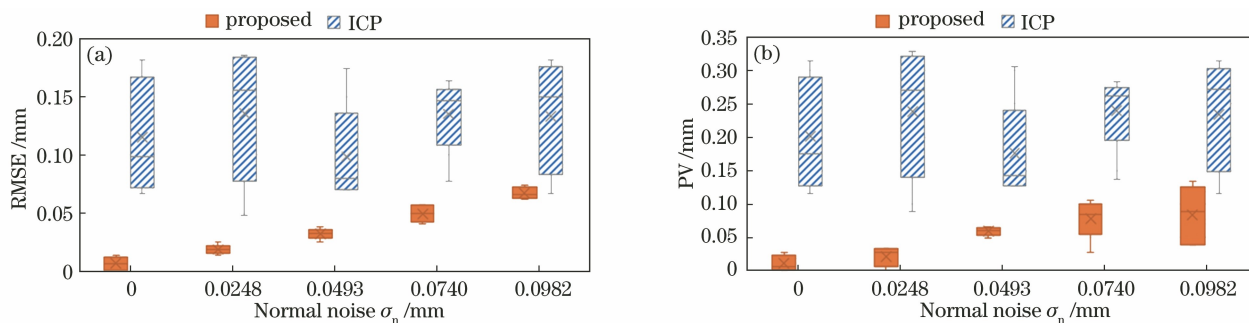 proposed ICP
(a)
RMSE /mm
0.20
0.15
0.10
0.05
0
0 0.0248 0.0493 0.0740 0.0982
Normal noise σn /mm
proposed ICP
(b)
PV /mm
0.35
0.30
0.25
0.20
0.15
0.10
0.05
0
0 0.0248 0.0493 0.0740 0.0982
Normal noise σn /mm